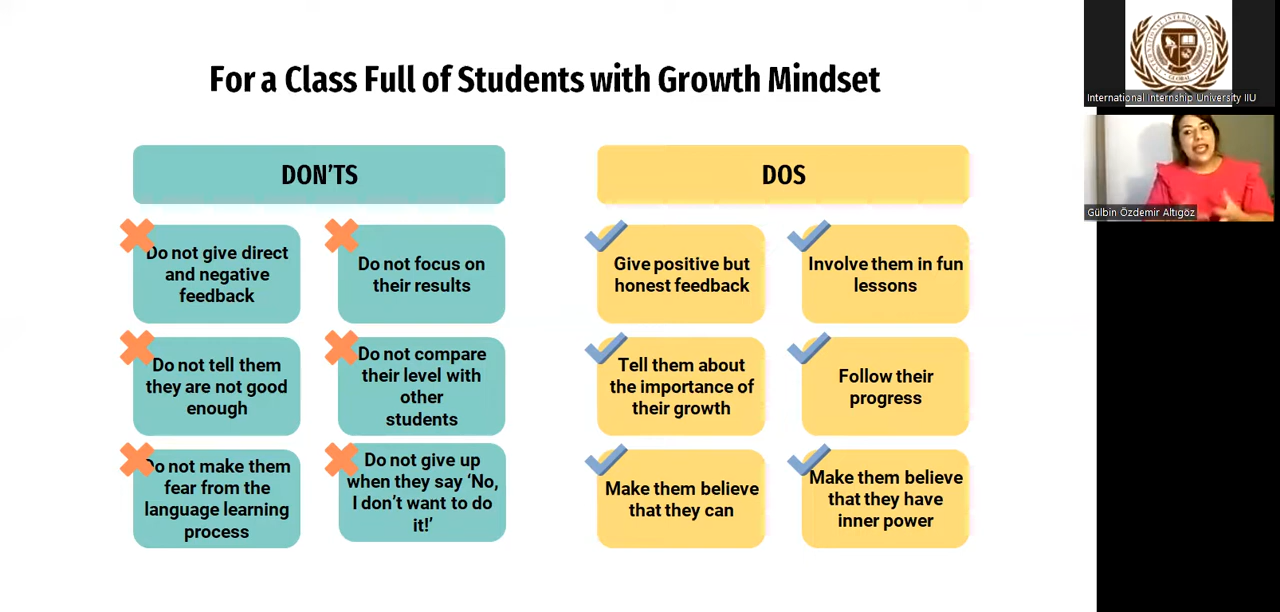 For a Class Full of Students with Growth Mindset
DON'TS
Do not give direct
and negative
feedback
Do not focus on
their results
Do not tell them
they are not good
enough
Do not compare
their level with
other
students
Do not make them
fear from the
language learning
process
Do not give up
when they say ‘No,
I don't want to do
it!’
DOS
Give positive but
honest feedback
Involve them in fun
lessons
Tell them about
the importance of
their growth
Follow their
progress
Make them believe
that they can
Make them believe
that they have
inner power
International Internship University IIU
Gülbin Özdemir Altıgöz